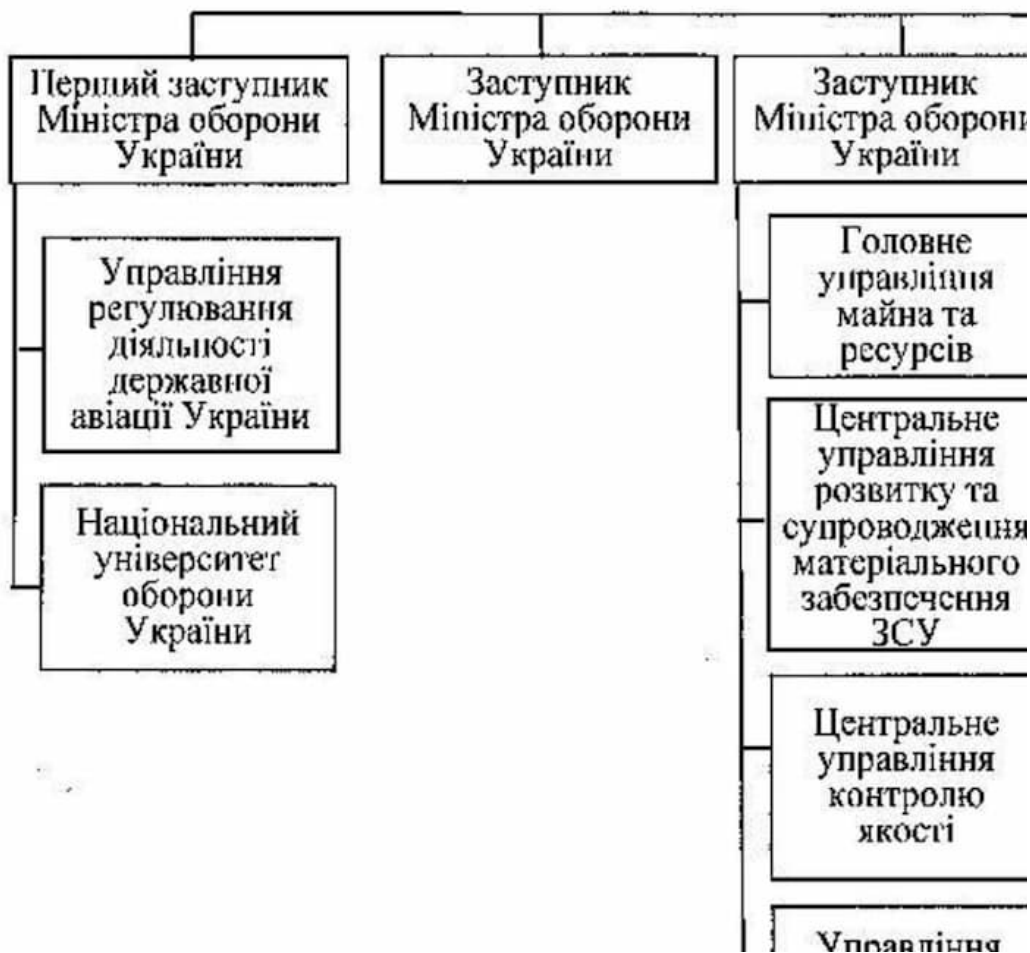 Перший заступник
Міністра оборони
України
Заступник
Міністра оборони
України
Заступник
Міністра оборони
України
Управління
регулювання
діяльності
державної
авіації України
Національний
університет
оборони
України
Головне
управління
майна та
ресурсів
Центральне
управління
розвитку та
супроводження
матеріального
забезпечення
ЗСУ
Центральне
управління
контролю
якості
Управління